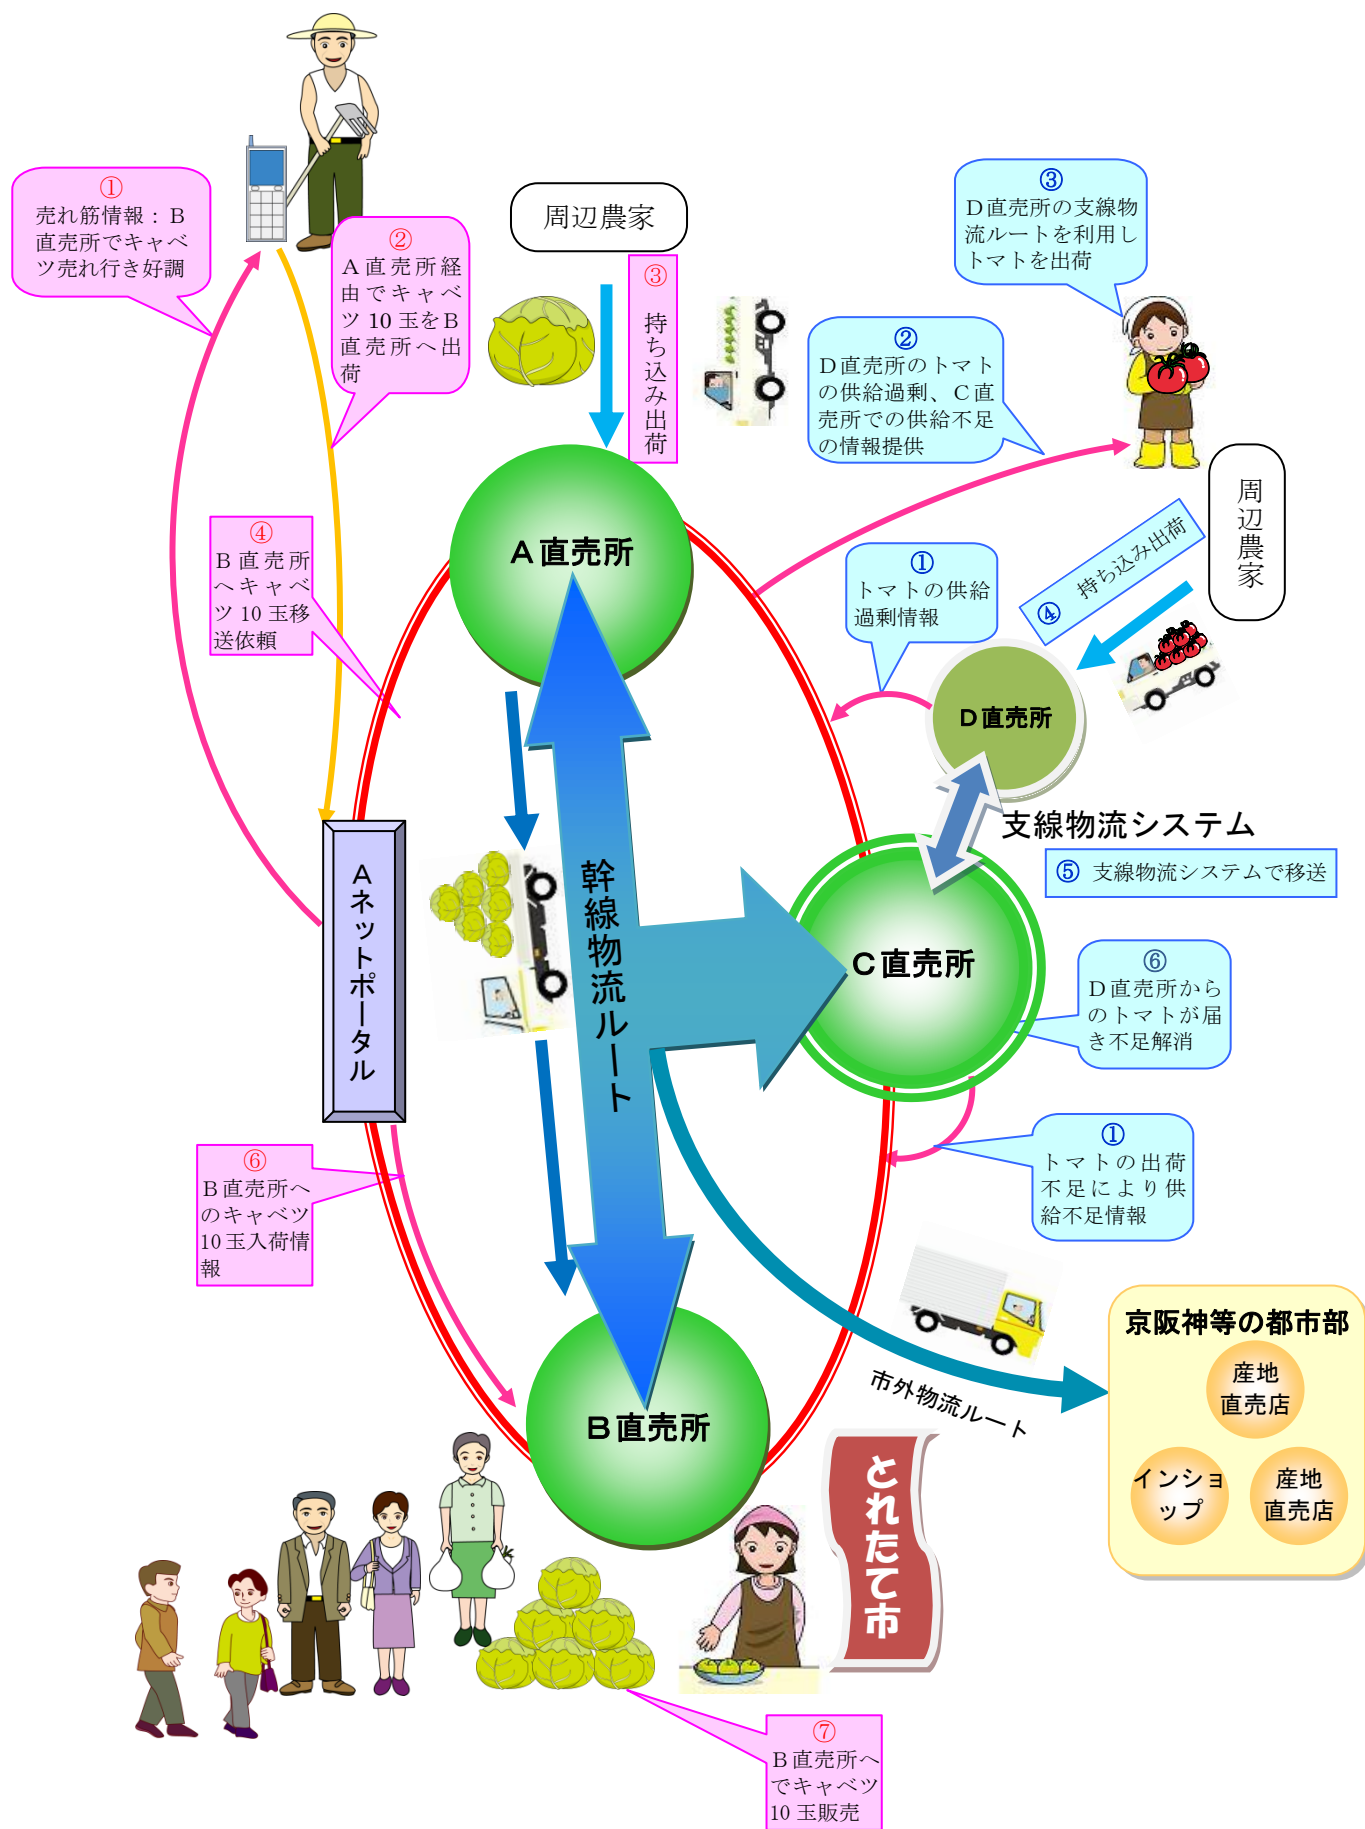 ①
売れ筋情報：Ｂ
直売所でキャベ
ツ売れ行き好調
②
Ａ直売所経
由でキャベ
ツ 10 玉をＢ
直売所へ出
荷
周辺農家
③
持ち込み出荷
③
Ｄ直売所の支線物
流ルートを利用し
トマトを出荷
②
Ｄ直売所のトマト
の供給過剰、Ｃ直
売所での供給不足
の情報提供
周辺農家
④ 持ち込み出荷
①
トマトの供給
過剰情報
④
Ｂ直売所
へキャベ
ツ 10 玉移
送依頼
Ａ直売所
Ｄ直売所
支線物流システム
⑤ 支線物流システムで移送
Ａネットポータル
幹線物流ルート
Ｃ直売所
⑥
Ｄ直売所から
のトマトが届
き不足解消
①
トマトの出荷
不足により供
給不足情報
⑥
Ｂ直売所へ
のキャベツ
10 玉入荷情
報
市外物流ルート
京阪神等の都市部
産地
直売店
インショ
ップ
産地
直売店
Ｂ直売所
とれたて市
⑦
Ｂ直売所へ
でキャベツ
10 玉販売